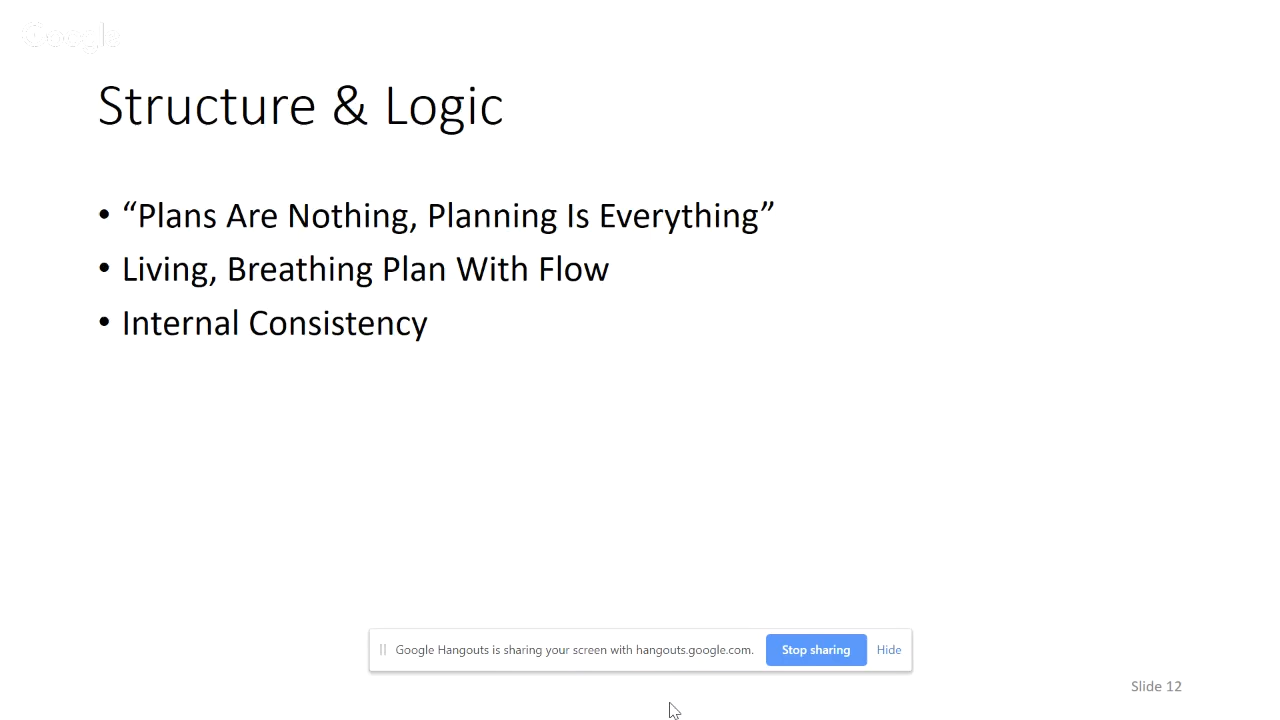 Google
Structure & Logic
• “Plans Are Nothing, Planning Is Everything”
• Living, Breathing Plan With Flow
• Internal Consistency
Google Hangouts is sharing your screen with hangouts.google.com. Stop sharing Hide
Slide 12